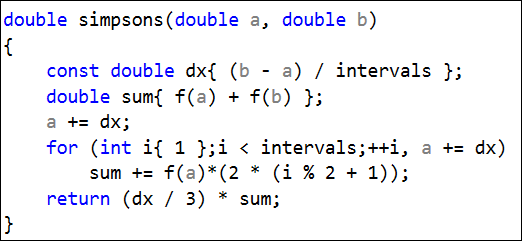 double simpsons(double a, double b)
{
    const double dx{ (b - a) / intervals };
    double sum{ f(a) + f(b) };
    a += dx;
    for (int i{ 1 };i < intervals;++i, a += dx)
        sum += f(a)*(2 * (i % 2 + 1));
    return (dx / 3) * sum;
}